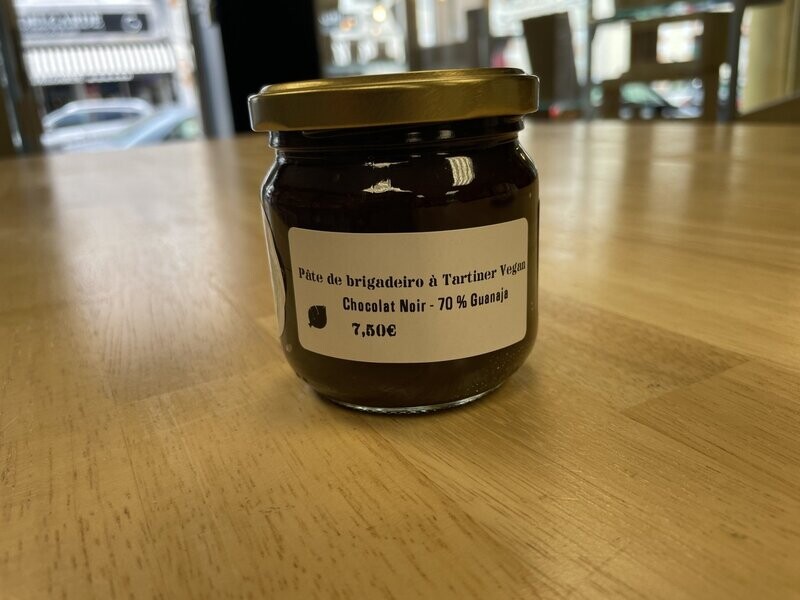 Pâte de brigadeiro à Tartiner Vegan
Chocolat Noir - 70 % Guanaja
7,50€